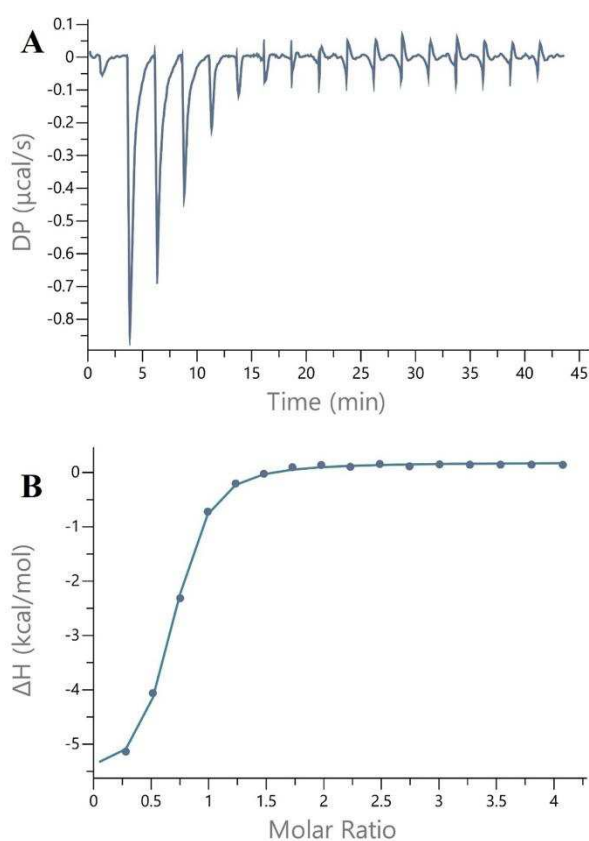 A
0.1
0
-0.1
-0.2
-0.3
-0.4
-0.5
-0.6
-0.7
-0.8
DP (µcal/s)
0 5 10 15 20 25 30 35 40 45
Time (min)
B
0
-1
-2
-3
-4
-5
ΔH (kcal/mol)
0 0.5 1 1.5 2 2.5 3 3.5 4
Molar Ratio